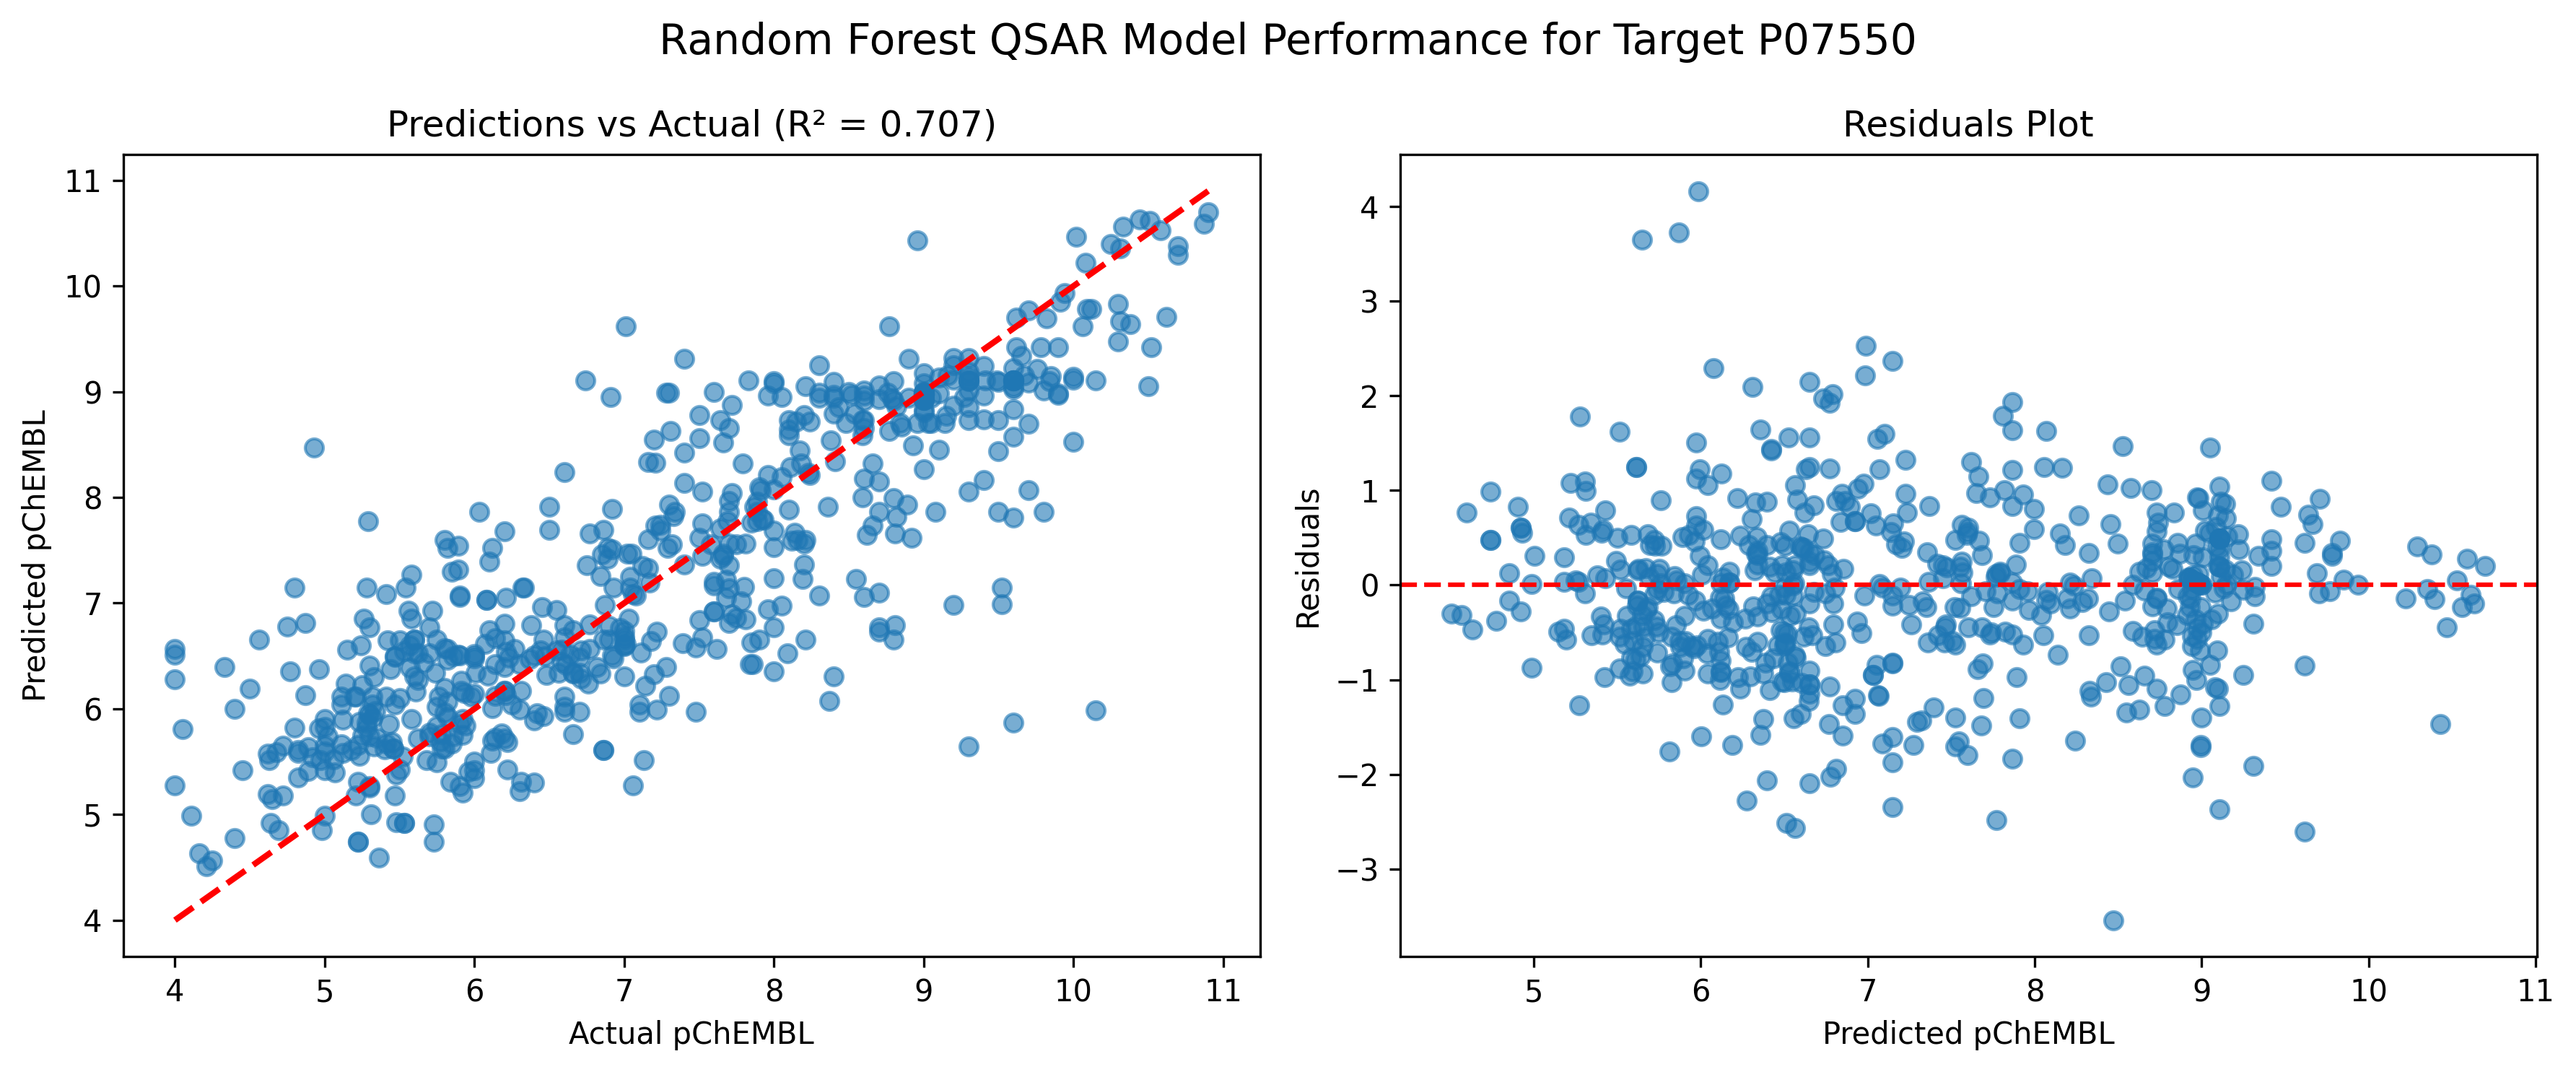 Random Forest QSAR Model Performance for Target P07550
Predictions vs Actual (R² = 0.707)
11
10
9
8
7
6
5
4
Predicted pChEMBL
4 5 6 7 8 9 10 11
Actual pChEMBL
Residuals Plot
4
3
2
1
0
−1
−2
−3
Residuals
5 6 7 8 9 10 11
Predicted pChEMBL